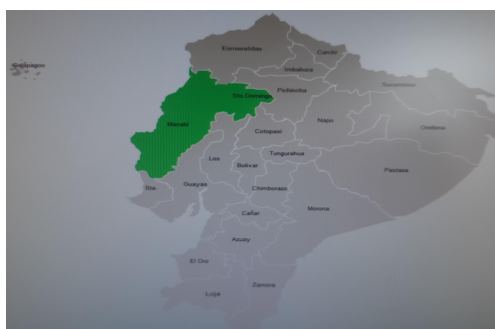 Esmeraldas
Carchi
Imbabura
Galápagos
Pichincha
Sucumbios
Sto Domingo
Napo
Manabí
Orellana
Cotopaxi
Tungurahua
Los
Bolívar
Pastaza
Guayas
Sta.
Chimborazo
Morona
Cañar
Azuay
El Oro
Zamora
Loja